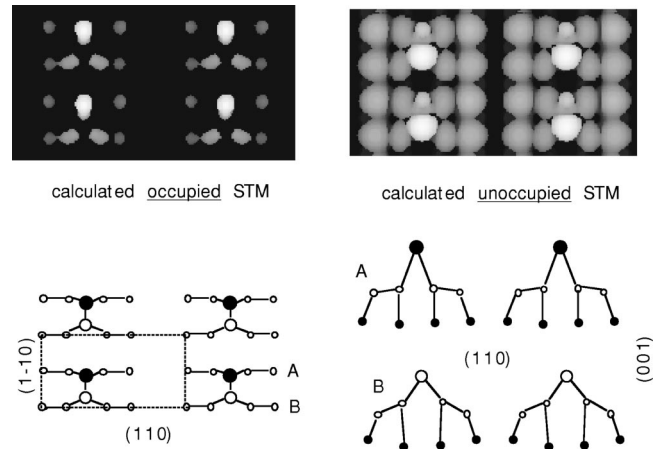 calculated occupied STM
calculated unoccupied STM
A
(110)
(001)
B
(1-10)
A
B
(110)